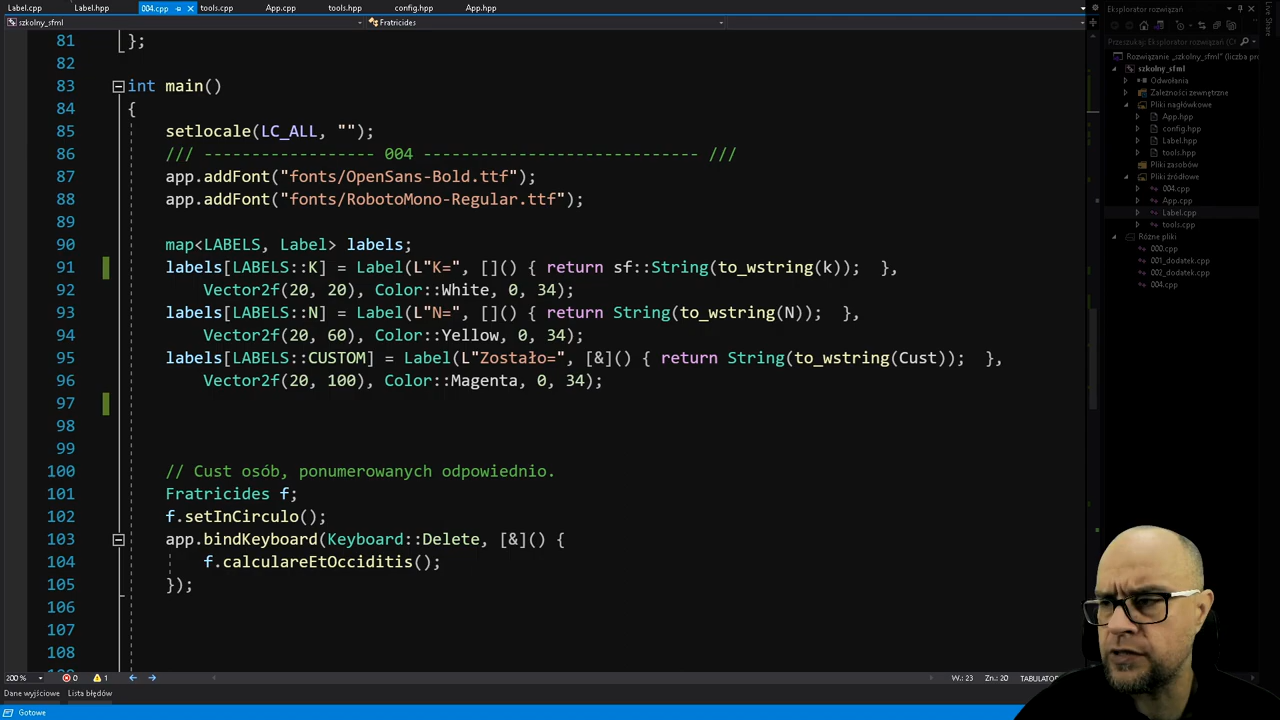 Label.cpp Label.hpp 004.cpp tools.cpp App.cpp tools.hpp config.hpp App.hpp
szkolny_sfml Fratricides
81 };
82
83 int main()
84 {
85 setlocale(LC_ALL, "");
86 /// ------------------ 004 ----------------------------- ///
87 app.addFont("fonts/OpenSans-Bold.ttf");
88 app.addFont("fonts/RobotoMono-Regular.ttf");
89
90 map<LABELS, Label> labels;
91 labels[LABELS::K] = Label(L"K=", []() { return sf::String(to_wstring(k)); },
92 Vector2f(20, 20), Color::White, 0, 34);
93 labels[LABELS::N] = Label(L"N=", []() { return String(to_wstring(N)); },
94 Vector2f(20, 60), Color::Yellow, 0, 34);
95 labels[LABELS::CUSTOM] = Label(L"Zostało=", [&]() { return String(to_wstring(Cust)); },
96 Vector2f(20, 100), Color::Magenta, 0, 34);
97
98
99
100 // Cust osób, ponumerowanych odpowiednio.
101 Fratricides f;
102 f.setInCirculo();
103 app.bindKeyboard(Keyboard::Delete, [&]() {
104 f.calculareEtOcciditis();
105 });
106
107
108
200 % 0 1 W.: 23 Zn.: 20 TABULATOR
Dane wyjściowe Lista błędów
Gotowe
Eksplorator rozwiązań
Przeszukaj: Eksplorator rozwiązań
Rozwiązanie „szkolny_sfml” (liczba pr
szkolny_sfml
Odwołania
Zależności zewnętrzne
Pliki nagłówkowe
App.hpp
config.hpp
Label.hpp
tools.hpp
Pliki zasobów
Pliki źródłowe
004.cpp
App.cpp
Label.cpp
tools.cpp
Różne pliki
000.cpp
001_dodatek.cpp
002_dodatek.cpp
004.cpp
Live Share